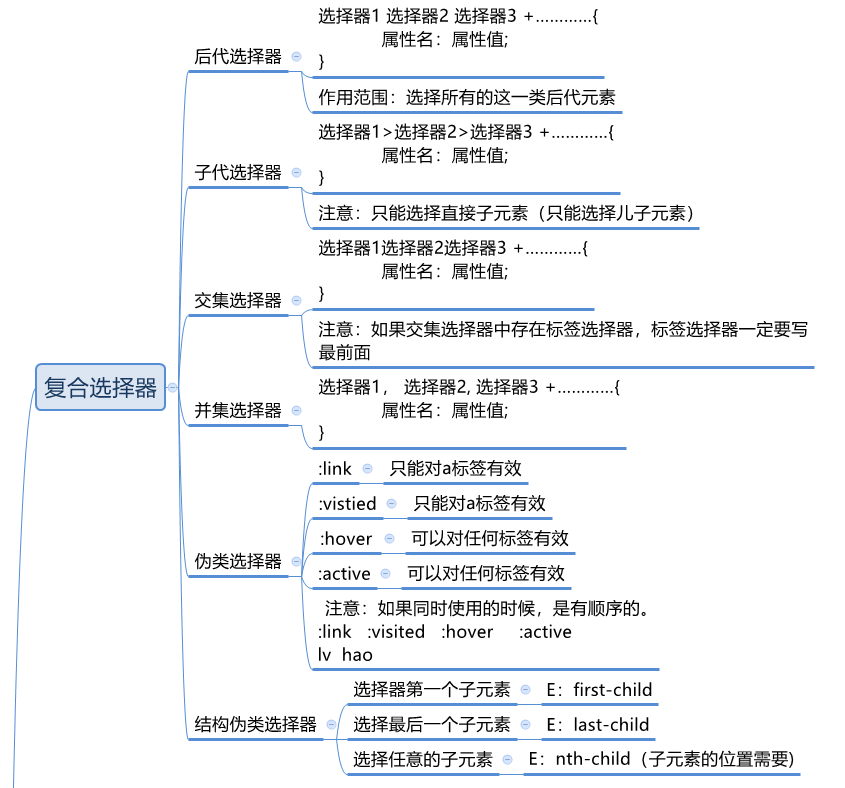 复合选择器
后代选择器
选择器1 选择器2 选择器3 +…………{
属性名：属性值;
}
作用范围：选择所有的这一类后代元素
子代选择器
选择器1>选择器2>选择器3 +…………{
属性名：属性值;
}
注意：只能选择直接子元素（只能选择儿子元素）
交集选择器
选择器1选择器2选择器3 +…………{
属性名：属性值;
}
注意：如果交集选择器中存在标签选择器，标签选择器一定要写
最前面
并集选择器
选择器1， 选择器2, 选择器3 +…………{
属性名：属性值;
}
伪类选择器
:link 只能对a标签有效
:vistied 只能对a标签有效
:hover 可以对任何标签有效
:active 可以对任何标签有效
注意：如果同时使用的时候，是有顺序的。
:link :visited :hover :active
lv hao
结构伪类选择器
选择器第一个子元素 E：first-child
选择最后一个子元素 E：last-child
选择任意的子元素 E：nth-child（子元素的位置需要)